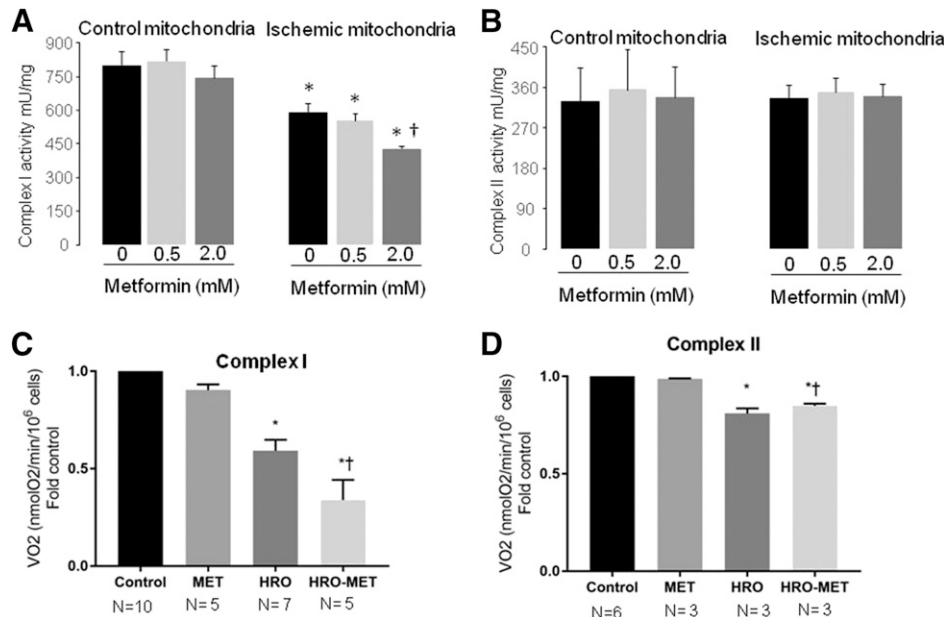 A
Control mitochondria
Ischemic mitochondria
Complex I activity mU/mg
900
750
600
450
300
150
0
*
*
* †
0 0.5 2.0
0 0.5 2.0
Metformin (mM)
Metformin (mM)
B
Control mitochondria
Ischemic mitochondria
Complex II activity mU/mg
450
360
270
180
90
0
0 0.5 2.0
0 0.5 2.0
Metformin (mM)
Metformin (mM)
C
Complex I
VO2 (nmolO2/min/10⁶ cells)
Fold control
1.0
0.5
0.0
*
*†
Control MET HRO HRO-MET
N=10 N=5 N=7 N=5
D
Complex II
VO2 (nmolO2/min/10⁶ cells)
Fold control
1.0
0.5
0.0
*
*†
Control MET HRO HRO-MET
N=6 N=3 N=3 N=3